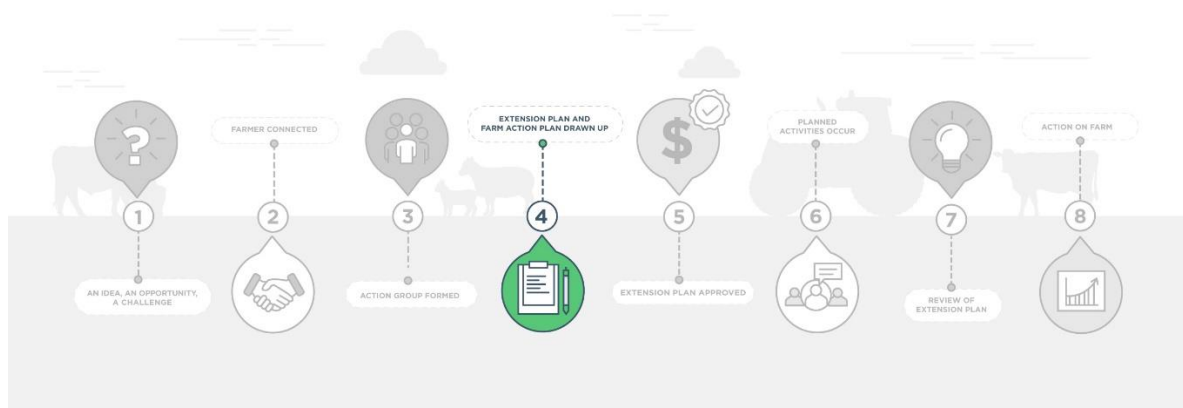 ?
1
AN IDEA, AN OPPORTUNITY,
A CHALLENGE
FARMER CONNECTED
2
3
ACTION GROUP FORMED
EXTENSION PLAN AND
FARM ACTION PLAN DRAWN UP
4
$
5
EXTENSION PLAN APPROVED
PLANNED
ACTIVITIES OCCUR
6
7
REVIEW OF
EXTENSION PLAN
ACTION ON FARM
8